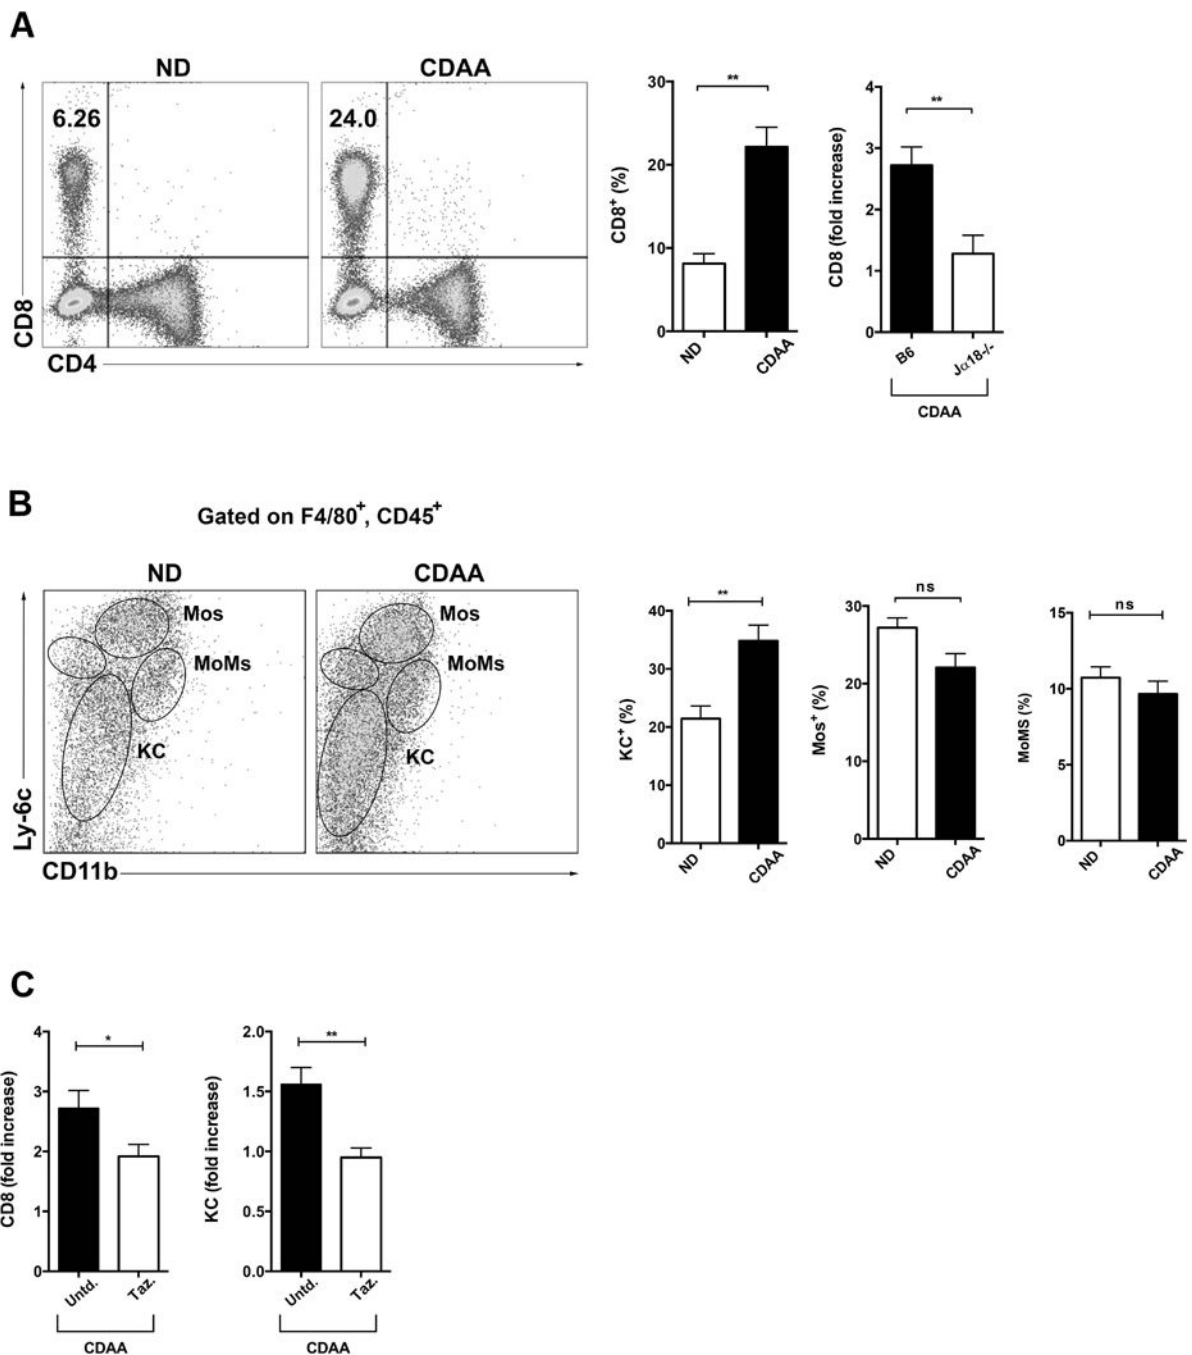 A
ND
CDAA
6.26
24.0
CD8
CD4
30
20
10
0
CD8+ (%)
**
ND
CDAA
4
3
2
1
0
CD8 (fold increase)
**
B6
Jα18-/-
CDAA
B
Gated on F4/80+, CD45+
ND
CDAA
Mos
MoMs
KC
Mos
MoMs
KC
Ly-6c
CD11b
40
30
20
10
0
KC+ (%)
**
ND
CDAA
30
20
10
0
Mos+ (%)
ns
ND
CDAA
15
10
5
0
MoMS (%)
ns
ND
CDAA
C
4
3
2
1
0
CD8 (fold increase)
*
Untd.
Taz.
CDAA
2.0
1.5
1.0
0.5
0.0
KC (fold increase)
**
Untd.
Taz.
CDAA